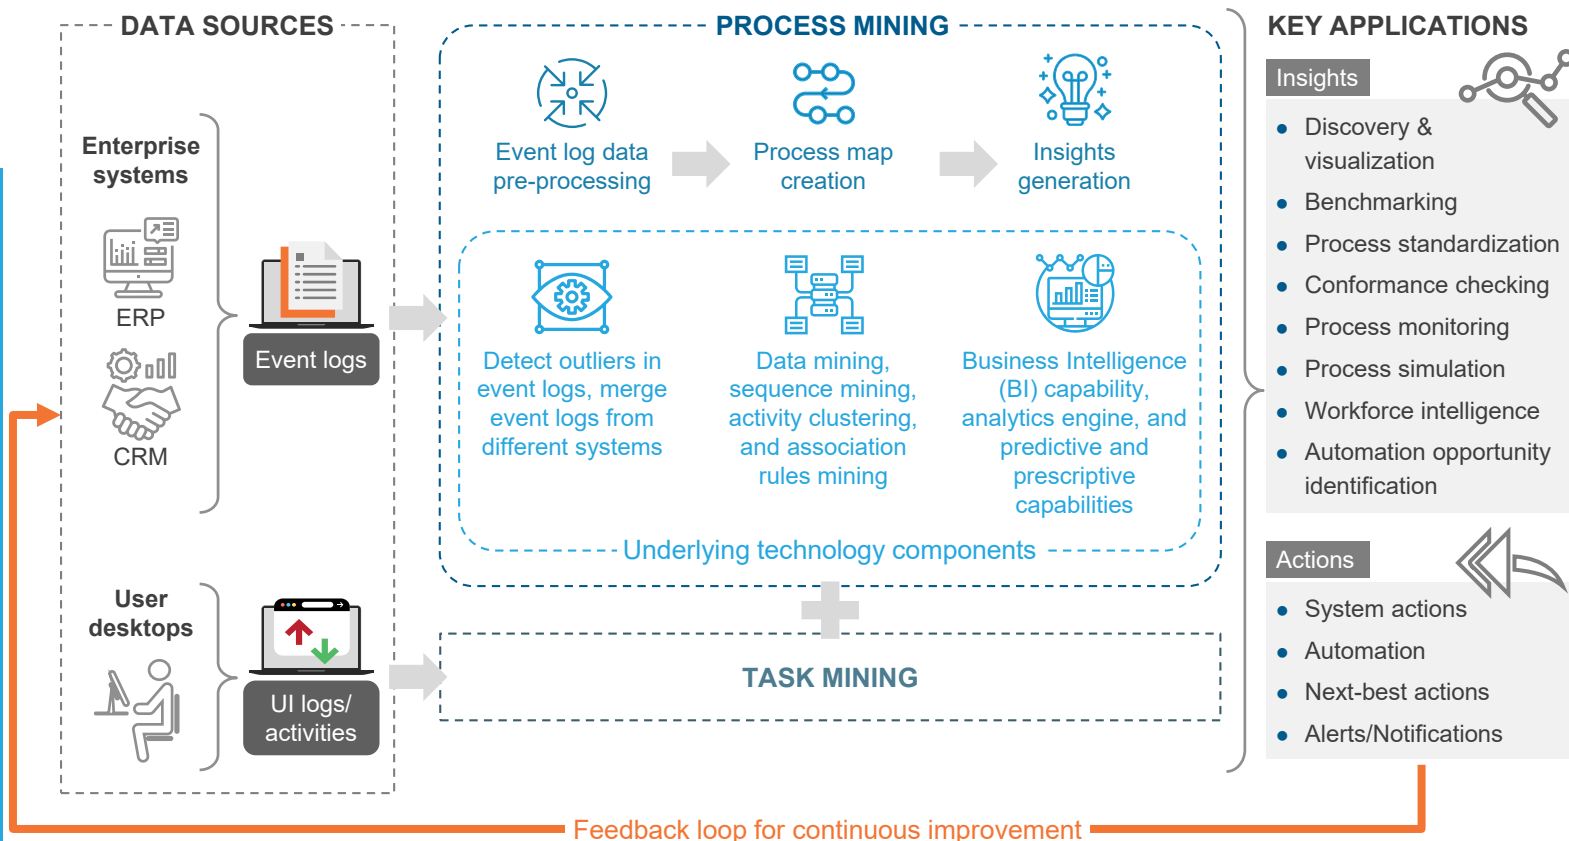 DATA SOURCES
Enterprise
systems
ERP
CRM
Event logs
User
desktops
UI logs/
activities
PROCESS MINING
Event log data
pre-processing
Process map
creation
Insights
generation
Detect outliers in
event logs, merge
event logs from
different systems
Data mining,
sequence mining,
activity clustering,
and association
rules mining
Business Intelligence
(BI) capability,
analytics engine, and
predictive and
prescriptive
capabilities
Underlying technology components
TASK MINING
KEY APPLICATIONS
Insights
Discovery &
visualization
Benchmarking
Process standardization
Conformance checking
Process monitoring
Process simulation
Workforce intelligence
Automation opportunity
identification
Actions
System actions
Automation
Next-best actions
Alerts/Notifications
Feedback loop for continuous improvement